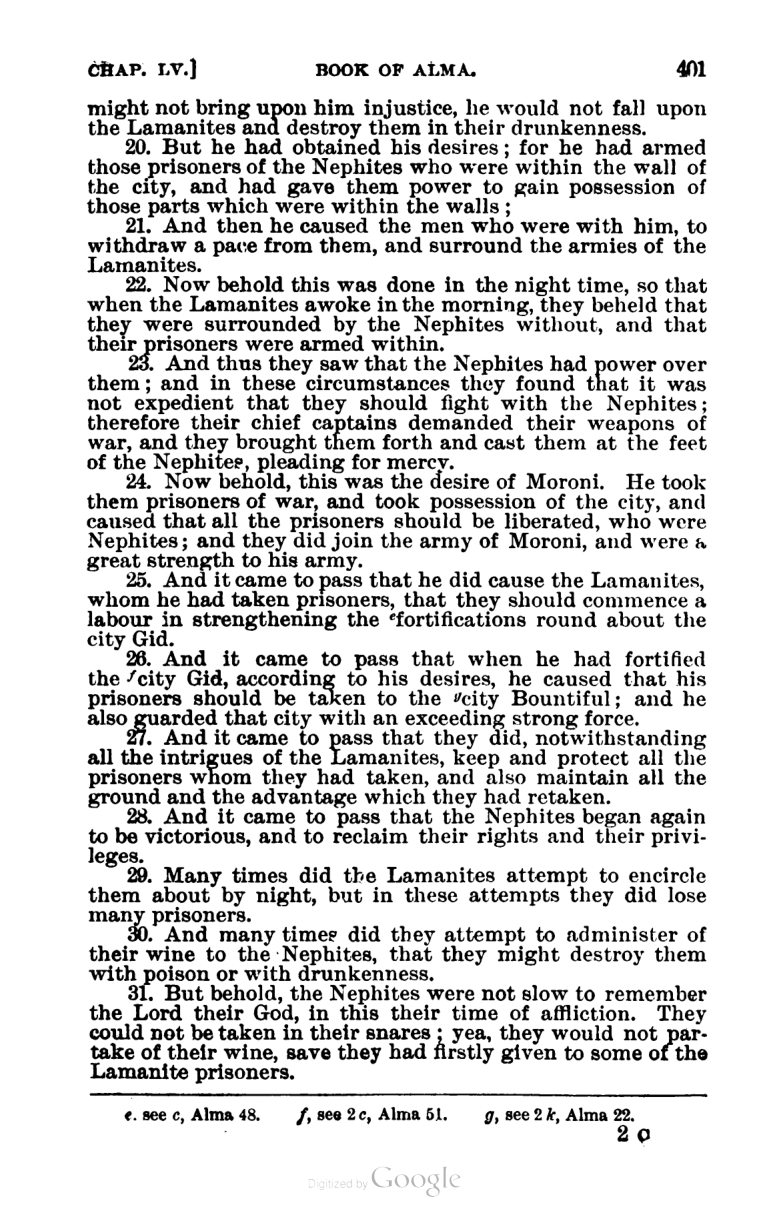 CHAP. LV.] BOOK OF ALMA. 401
might not bring upon him injustice, he would not fall upon
the Lamanites and destroy them in their drunkenness.
20. But he had obtained his desires; for he had armed
those prisoners of the Nephites who were within the wall of
the city, and had gave them power to gain possession of
those parts which were within the walls;
21. And then he caused the men who were with him, to
withdraw a pace from them, and surround the armies of the
Lamanites.
22. Now behold this was done in the night time, so that
when the Lamanites awoke in the morning, they beheld that
they were surrounded by the Nephites without, and that
their prisoners were armed within.
23. And thus they saw that the Nephites had power over
them; and in these circumstances they found that it was
not expedient that they should fight with the Nephites;
therefore their chief captains demanded their weapons of
war, and they brought them forth and cast them at the feet
of the Nephites, pleading for mercy.
24. Now behold, this was the desire of Moroni. He took
them prisoners of war, and took possession of the city, and
caused that all the prisoners should be liberated, who were
Nephites; and they did join the army of Moroni, and were a
great strength to his army.
25. And it came to pass that he did cause the Lamanites,
whom he had taken prisoners, that they should commence a
labour in strengthening the efortifications round about the
city Gid.
26. And it came to pass that when he had fortified
the fcity Gid, according to his desires, he caused that his
prisoners should be taken to the gcity Bountiful; and he
also guarded that city with an exceeding strong force.
27. And it came to pass that they did, notwithstanding
all the intrigues of the Lamanites, keep and protect all the
prisoners whom they had taken, and also maintain all the
ground and the advantage which they had retaken.
28. And it came to pass that the Nephites began again
to be victorious, and to reclaim their rights and their privi-
leges.
29. Many times did the Lamanites attempt to encircle
them about by night, but in these attempts they did lose
many prisoners.
30. And many times did they attempt to administer of
their wine to the Nephites, that they might destroy them
with poison or with drunkenness.
31. But behold, the Nephites were not slow to remember
the Lord their God, in this their time of affliction. They
could not be taken in their snares; yea, they would not par-
take of their wine, save they had firstly given to some of the
Lamanite prisoners.
e. see c, Alma 48. f, see 2 c, Alma 51. g, see 2 k, Alma 22.
2 C
Digitized by Google